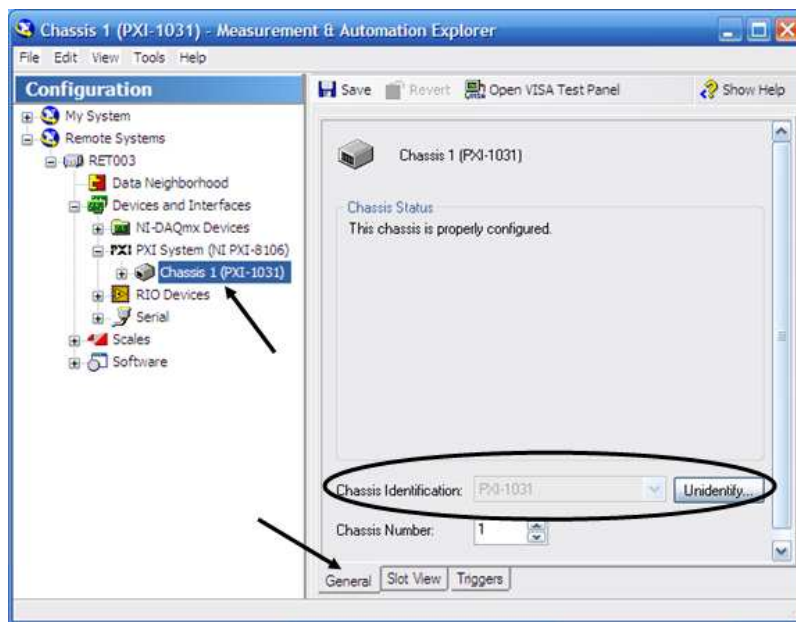 Chassis 1 (PXI-1031) - Measurement & Automation Explorer
File Edit View Tools Help
Configuration
My System
Remote Systems
RET003
Data Neighborhood
Devices and Interfaces
NI-DAQmx Devices
PXI PXI System (NI PXI-8106)
Chassis 1 (PXI-1031)
RIO Devices
Serial
Scales
Software
Save Revert Open VISA Test Panel Show Help
Chassis 1 (PXI-1031)
Chassis Status
This chassis is properly configured.
Chassis Identification: PXI-1031 Unidentify...
Chassis Number: 1
General Slot View Triggers